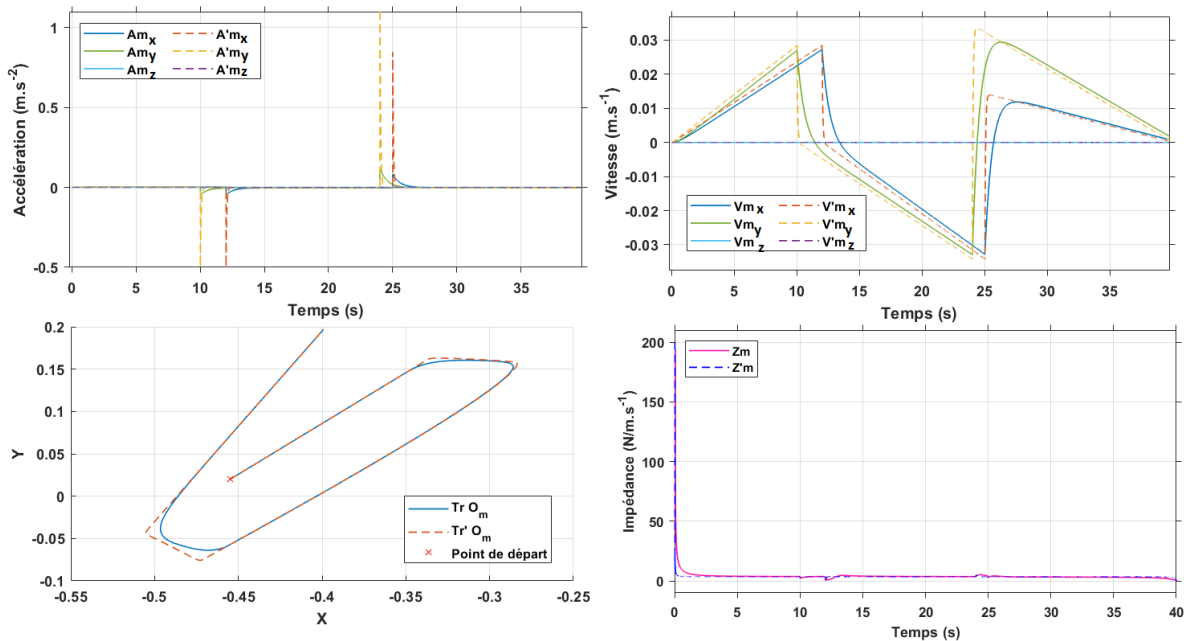 Accélération (m.s-2)
1
0.5
0
-0.5
Am x
Am y
Am z
A'm x
A'm y
A'm z
0 5 10 15 20 25 30 35
Temps (s)
Vitesse (m.s-1)
0.03
0.02
0.01
0
-0.01
-0.02
-0.03
Vm x
Vm y
Vm z
V'm x
V'm y
V'm z
0 5 10 15 20 25 30 35
Temps (s)
Y
0.2
0.15
0.1
0.05
0
-0.05
-0.1
Tr Om
Tr' Om
Point de départ
-0.55 -0.5 -0.45 -0.4 -0.35 -0.3 -0.25
X
Impédance (N/m.s-1)
200
150
100
50
0
Zm
Z'm
0 5 10 15 20 25 30 35 40
Temps (s)